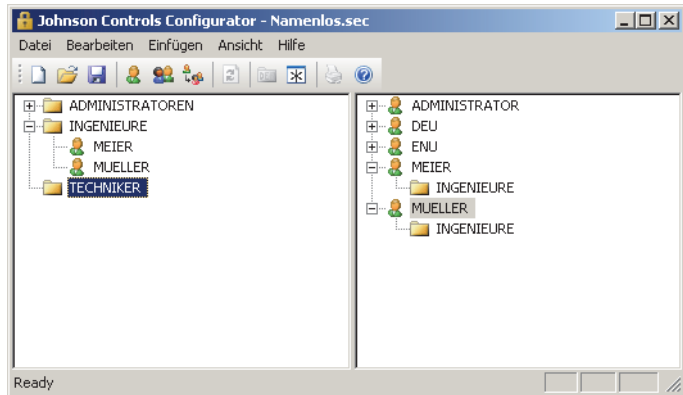 Johnson Controls Configurator - Namenlos.sec
Datei Bearbeiten Einfügen Ansicht Hilfe
ADMINISTRATOREN
INGENIEURE
MEIER
MUELLER
TECHNIKER
ADMINISTRATOR
DEU
ENU
MEIER
INGENIEURE
MUELLER
INGENIEURE
Ready